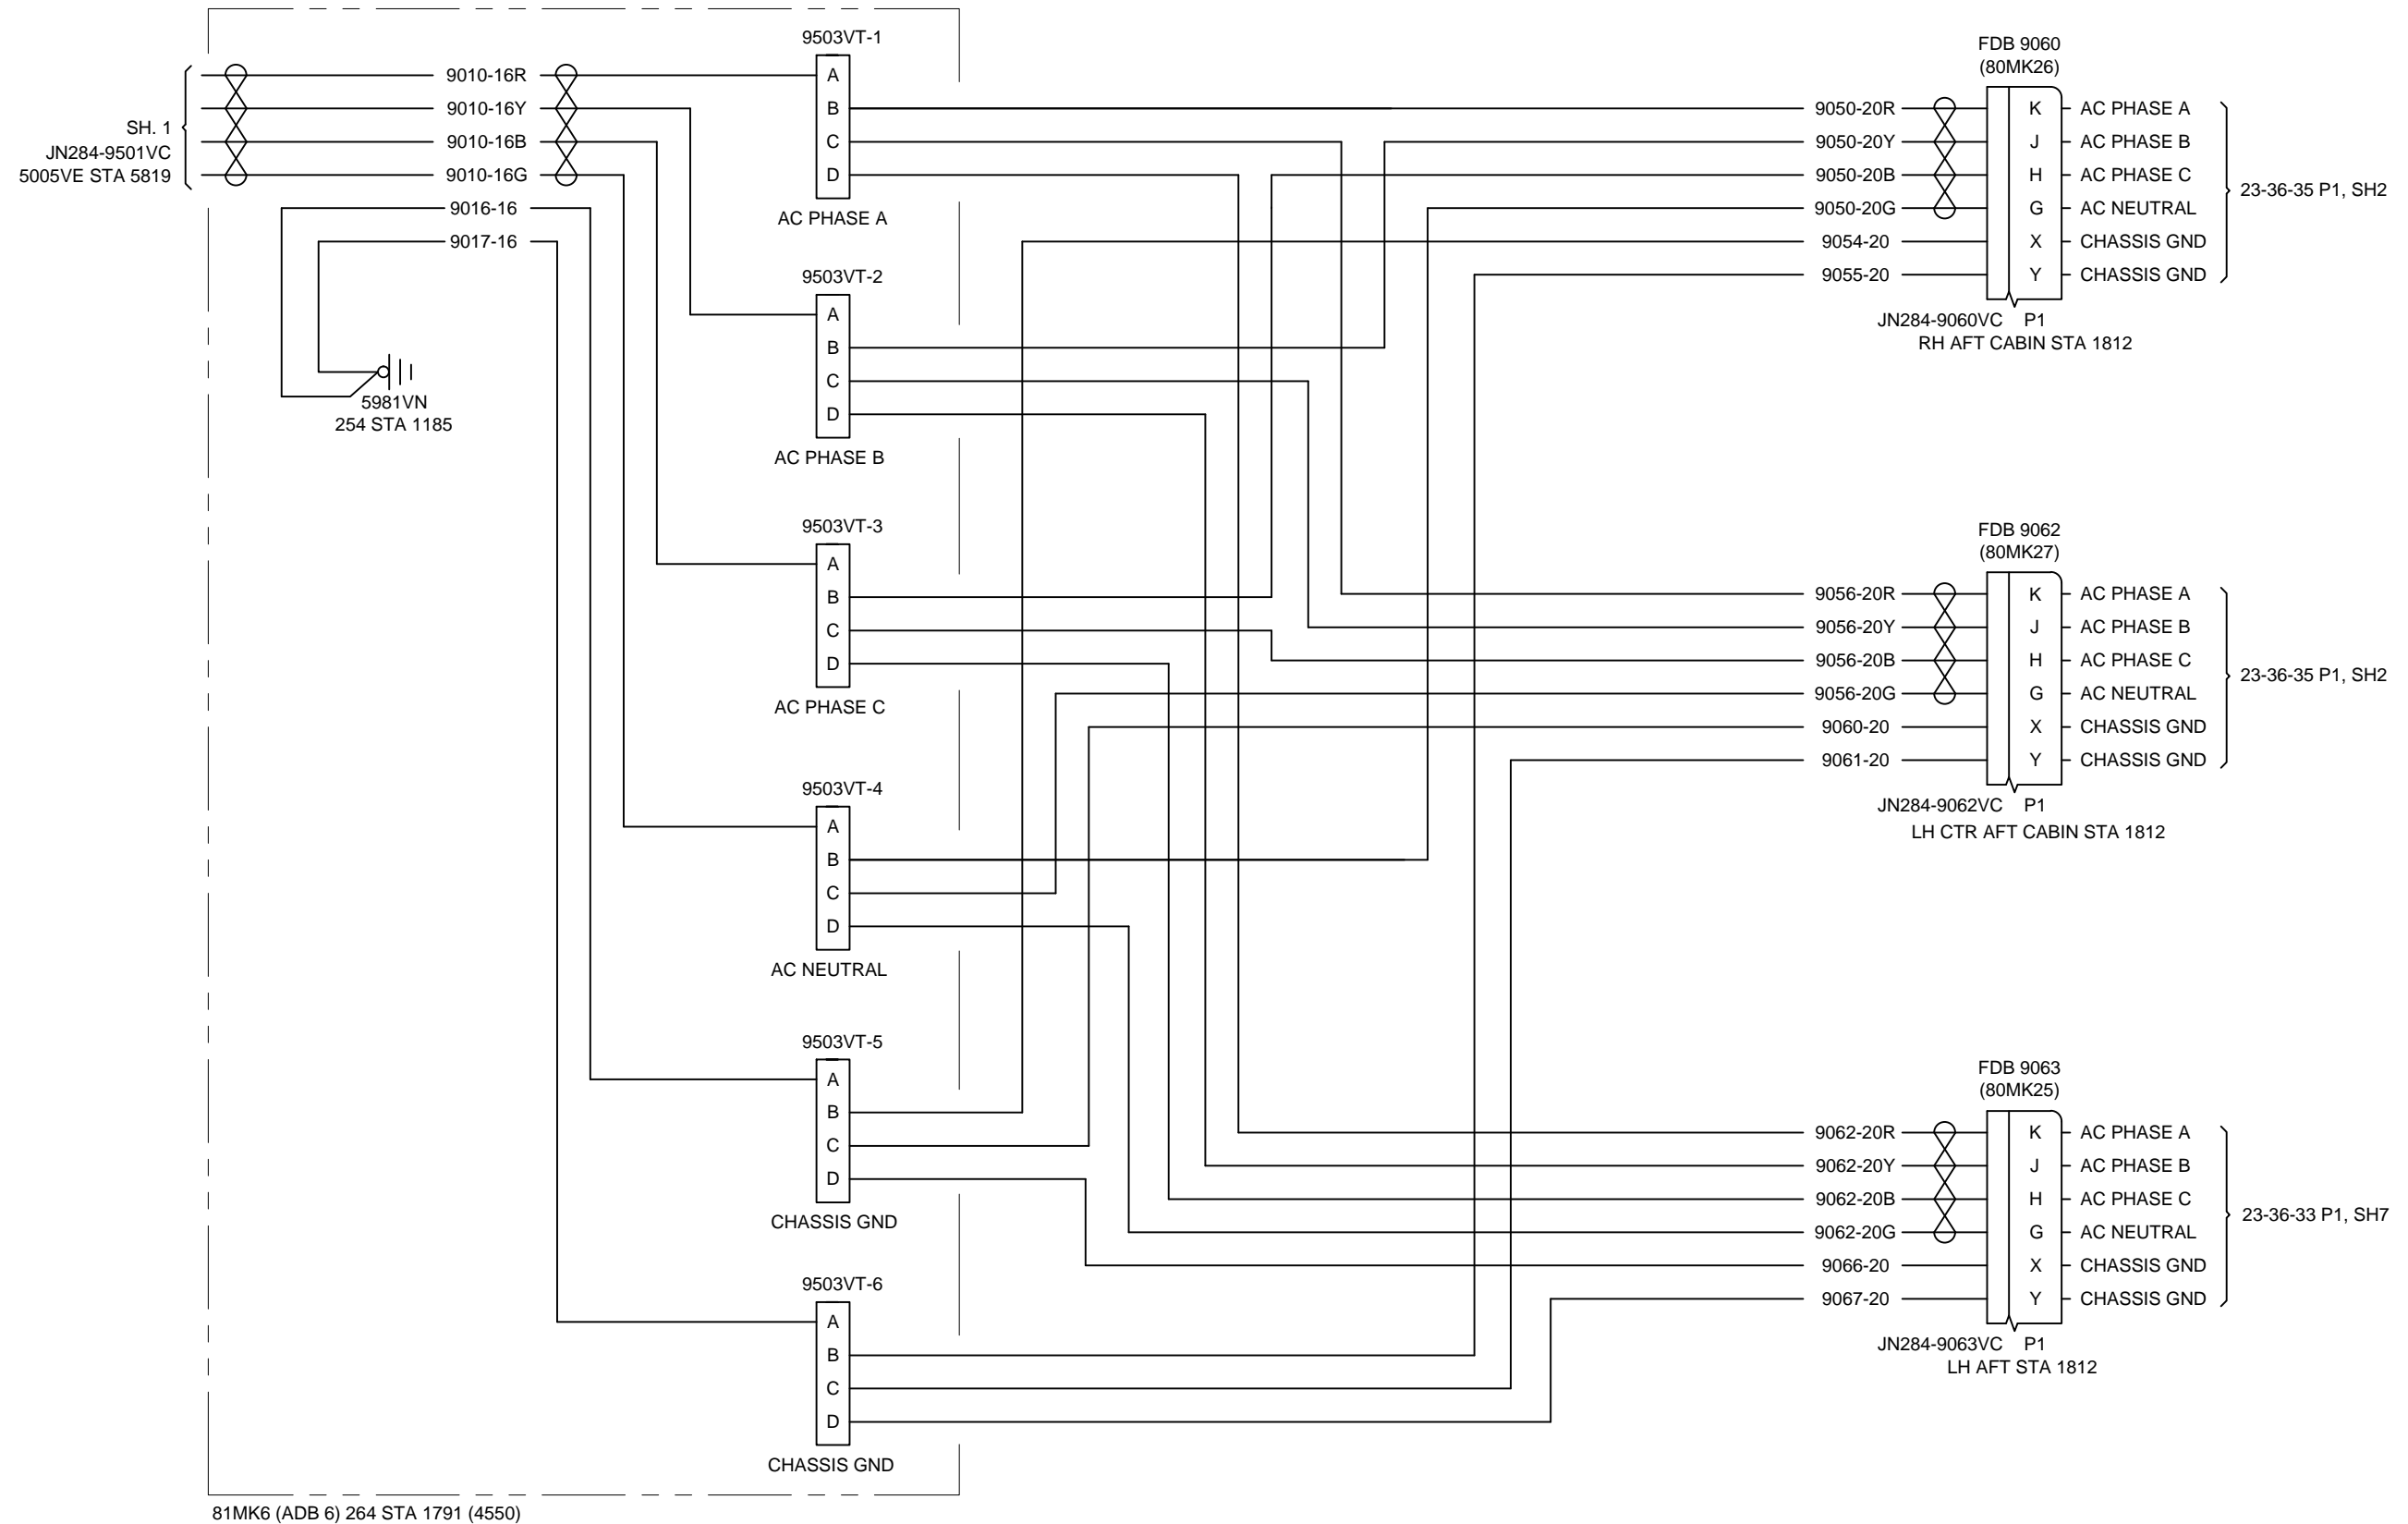 SH. 1
JN284-9501VC
5005VE STA 5819
9010-16R
9010-16Y
9010-16B
9010-16G
9016-16
9017-16
5981VN
254 STA 1185
9503VT-1
A
B
C
D
AC PHASE A
9503VT-2
A
B
C
D
AC PHASE B
9503VT-3
A
B
C
D
AC PHASE C
9503VT-4
A
B
C
D
AC NEUTRAL
9503VT-5
A
B
C
D
CHASSIS GND
9503VT-6
A
B
C
D
CHASSIS GND
81MK6 (ADB 6) 264 STA 1791 (4550)
FDB 9060
(80MK26)
9050-20R K AC PHASE A
9050-20Y J AC PHASE B
9050-20B H AC PHASE C
9050-20G G AC NEUTRAL
9054-20 X CHASSIS GND
9055-20 Y CHASSIS GND
23-36-35 P1, SH2
JN284-9060VC P1
RH AFT CABIN STA 1812
FDB 9062
(80MK27)
9056-20R K AC PHASE A
9056-20Y J AC PHASE B
9056-20B H AC PHASE C
9056-20G G AC NEUTRAL
9060-20 X CHASSIS GND
9061-20 Y CHASSIS GND
23-36-35 P1, SH2
JN284-9062VC P1
LH CTR AFT CABIN STA 1812
FDB 9063
(80MK25)
9062-20R K AC PHASE A
9062-20Y J AC PHASE B
9062-20B H AC PHASE C
9062-20G G AC NEUTRAL
9066-20 X CHASSIS GND
9067-20 Y CHASSIS GND
23-36-33 P1, SH7
JN284-9063VC P1
LH AFT STA 1812